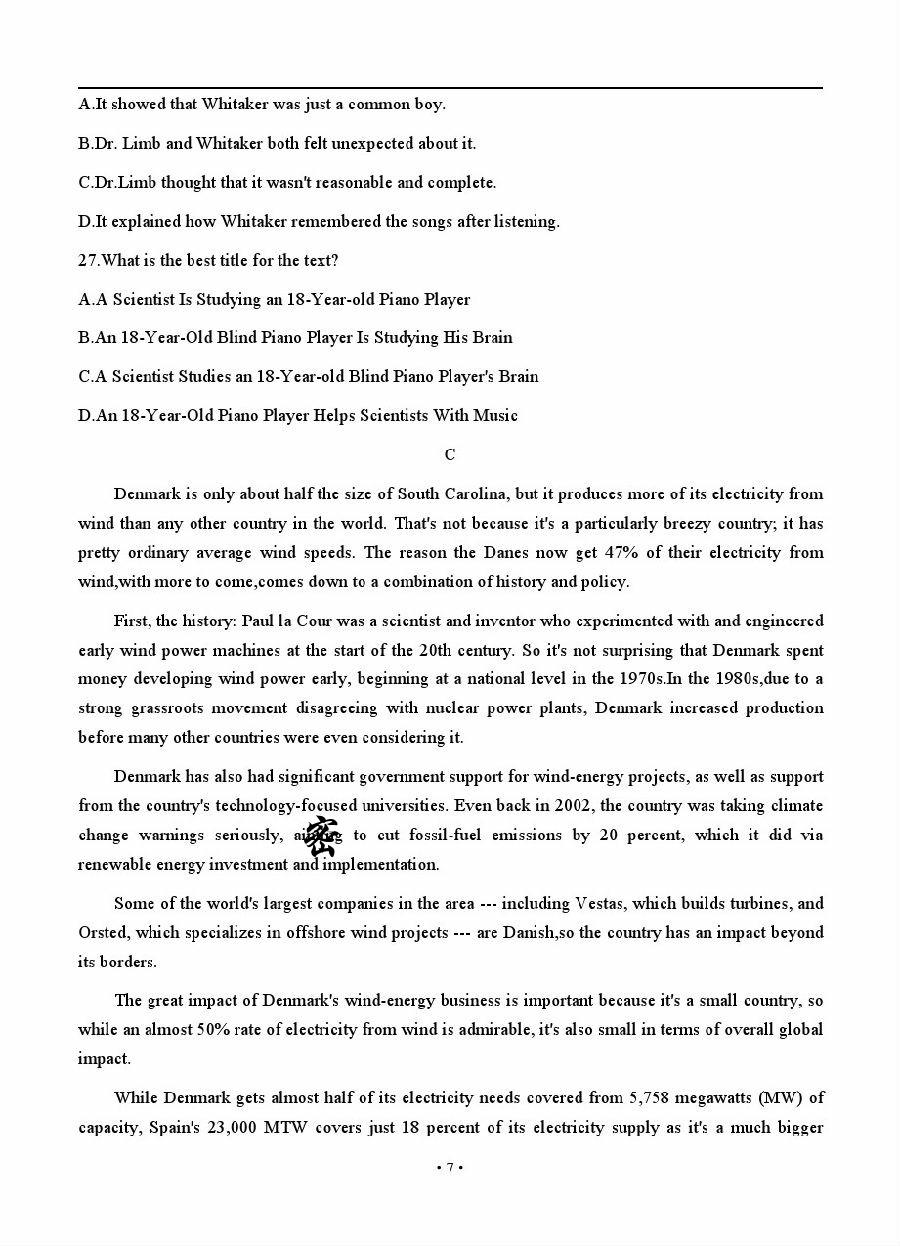 A.It showed that Whitaker was just a common boy.
B.Dr. Limb and Whitaker both felt unexpected about it.
C.Dr.Limb thought that it wasn't reasonable and complete.
D.It explained how Whitaker remembered the songs after listening.
27.What is the best title for the text?
A.A Scientist Is Studying an 18-Year-old Piano Player
B.An 18-Year-Old Blind Piano Player Is Studying His Brain
C.A Scientist Studies an 18-Year-old Blind Piano Player's Brain
D.An 18-Year-Old Piano Player Helps Scientists With Music
C
Denmark is only about half the size of South Carolina, but it produces more of its electricity from
wind than any other country in the world. That's not because it's a particularly breezy country; it has
pretty ordinary average wind speeds. The reason the Danes now get 47% of their electricity from
wind,with more to come,comes down to a combination of history and policy.
First, the history: Paul la Cour was a scientist and inventor who experimented with and engineered
early wind power machines at the start of the 20th century. So it's not surprising that Denmark spent
money developing wind power early, beginning at a national level in the 1970s.In the 1980s,due to a
strong grassroots movement disagreeing with nuclear power plants, Denmark increased production
before many other countries were even considering it.
Denmark has also had significant government support for wind-energy projects, as well as support
from the country's technology-focused universities. Even back in 2002, the country was taking climate
change warnings seriously, to cut fossil-fuel emissions by 20 percent, which it did via
密
renewable energy investment and implementation.
Some of the world's largest companies in the area --- including Vestas, which builds turbines, and
Orsted, which specializes in offshore wind projects --- are Danish,so the country has an impact beyond
its borders.
The great impact of Denmark's wind-energy business is important because it's a small country, so
while an almost 50% rate of electricity from wind is admirable, it's also small in terms of overall global
impact.
While Denmark gets almost half of its electricity needs covered from 5,758 megawatts (MW) of
capacity, Spain's 23,000 MTW covers just 18 percent of its electricity supply as it's a much bigger
• 7 •